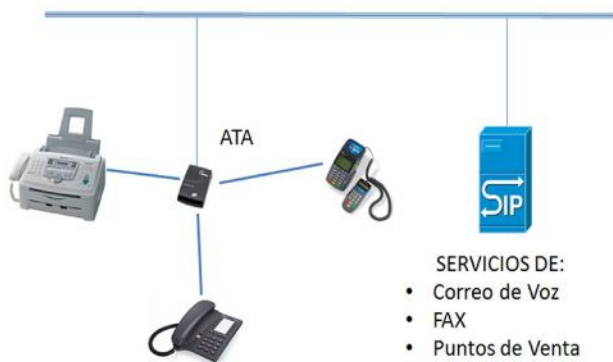 ATA
SIP
SERVICIOS DE:
• Correo de Voz
• FAX
• Puntos de Venta